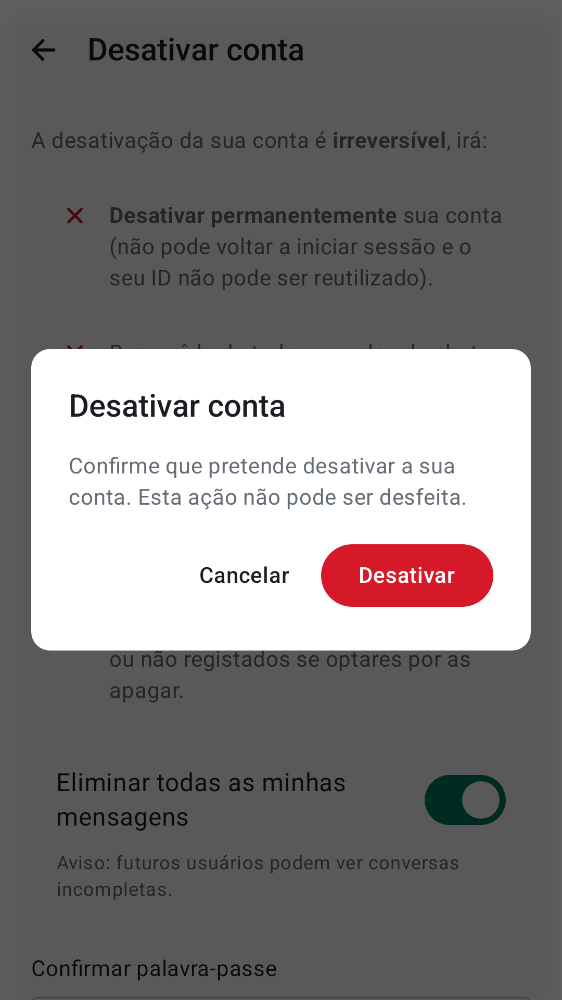 Desativar conta
A desativação da sua conta é irreversível, irá:
Desativar permanentemente sua conta
(não pode voltar a iniciar sessão e o
seu ID não pode ser reutilizado).
Desativar conta
Confirme que pretende desativar a sua
conta. Esta ação não pode ser desfeita.
Cancelar
Desativar
ou não registados se optares por as
apagar.
Eliminar todas as minhas
mensagens
Aviso: futuros usuários podem ver conversas
incompletas.
Confirmar palavra-passe